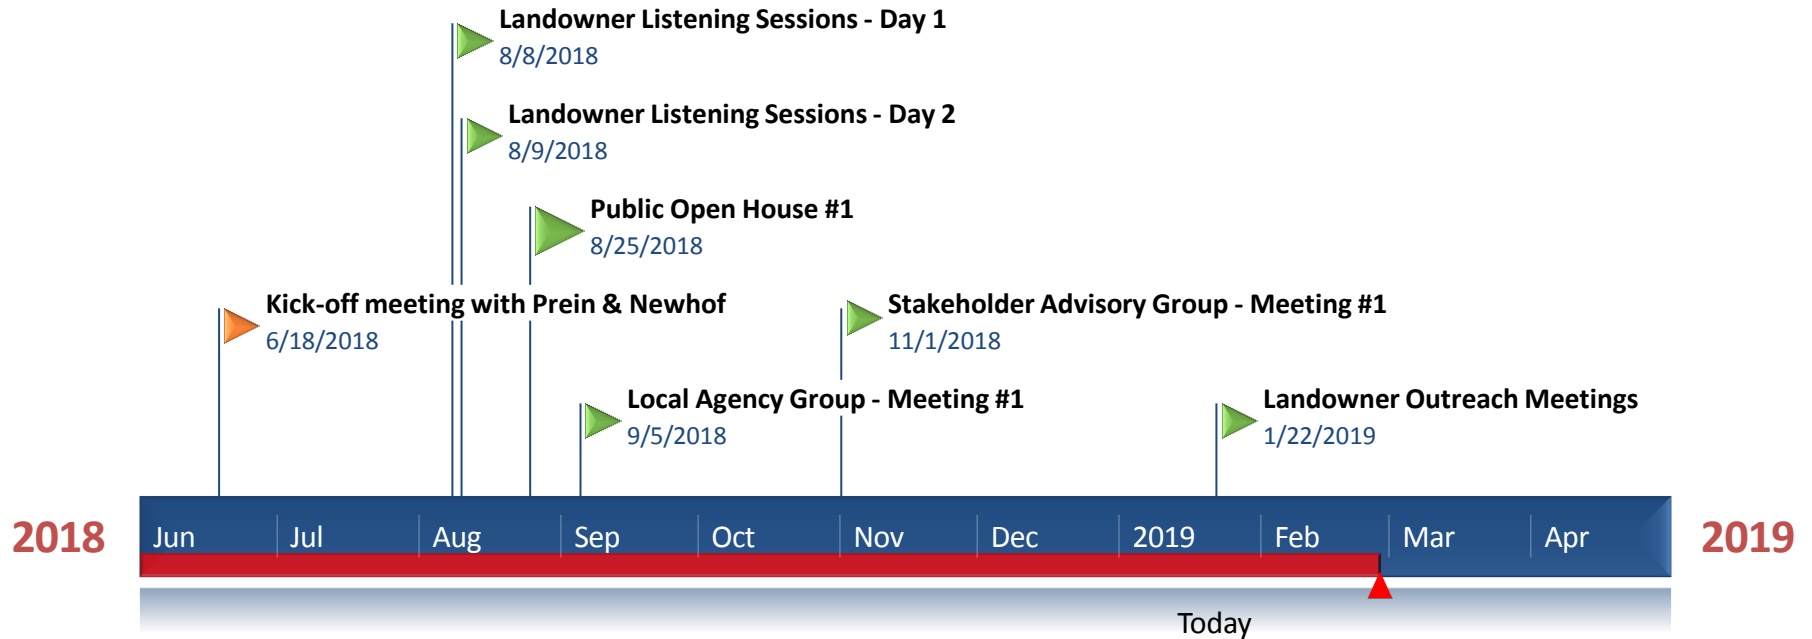 Landowner Listening Sessions - Day 1
8/8/2018
Landowner Listening Sessions - Day 2
8/9/2018
Public Open House #1
8/25/2018
Kick-off meeting with Prein & Newhof
6/18/2018
Stakeholder Advisory Group - Meeting #1
11/1/2018
Local Agency Group - Meeting #1
9/5/2018
Landowner Outreach Meetings
1/22/2019
2018
Jun Jul Aug Sep Oct Nov Dec 2019 Feb Mar Apr
2019
Today